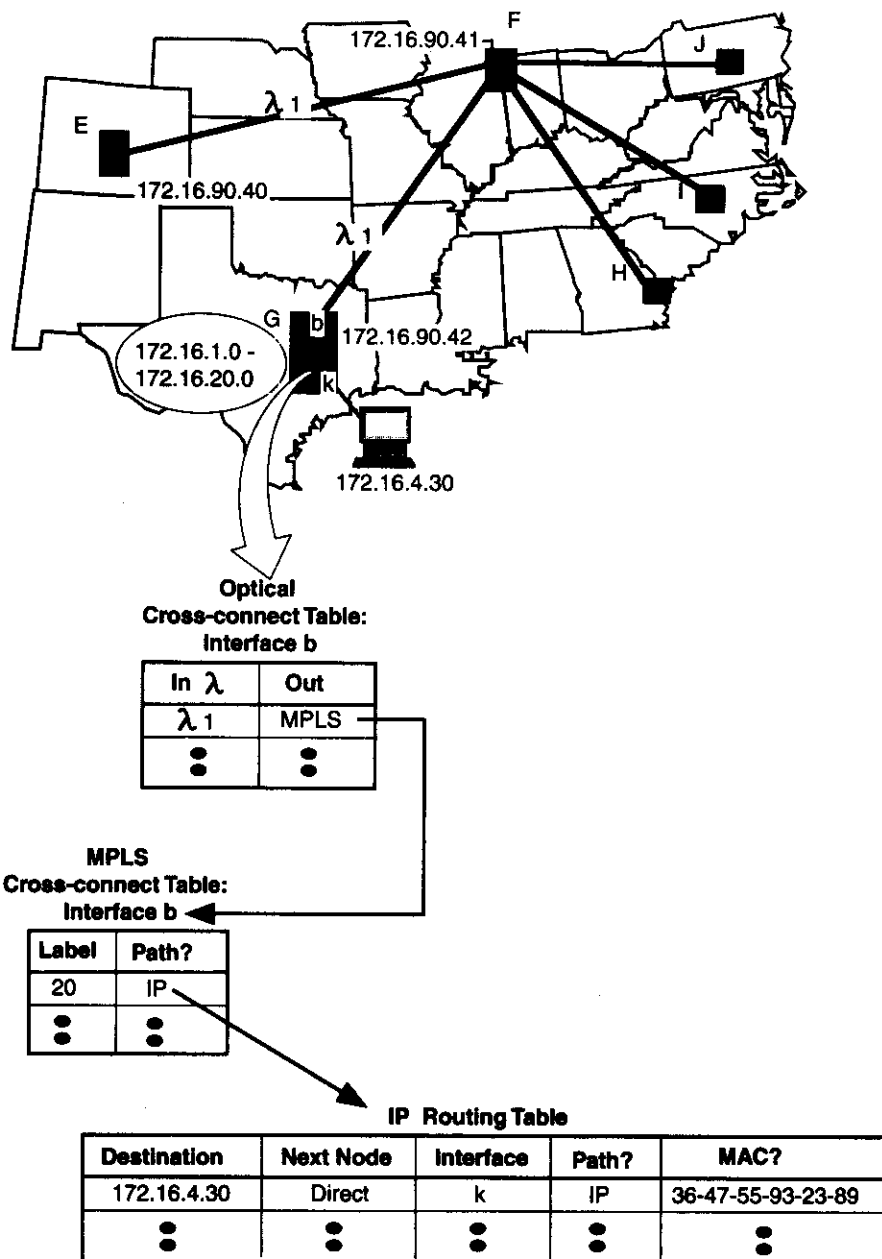 F
172.16.90.41
J
λ 1
E
172.16.90.40
I
λ 1
H
G
b
172.16.90.42
172.16.1.0 -
172.16.20.0
k
172.16.4.30
Optical
Cross-connect Table:
Interface b
In λ Out
λ 1 MPLS
MPLS
Cross-connect Table:
Interface b
Label Path?
20 IP
IP Routing Table
Destination Next Node Interface Path? MAC?
172.16.4.30 Direct k IP 36-47-55-93-23-89